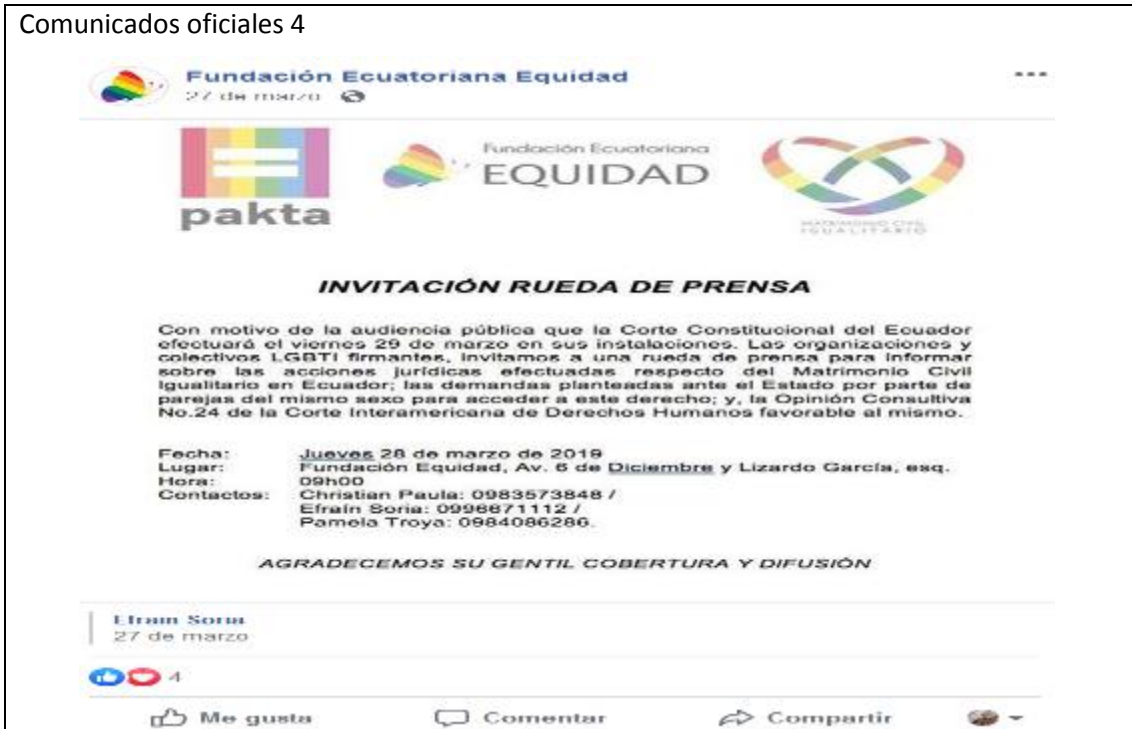 Comunicados oficiales 4
Fundación Ecuatoriana Equidad
27 de marzo
pakta
Fundación Ecuatoriana
EQUIDAD
MATRIMONIO CIVIL
IGUALITARIO
INVITACIÓN RUEDA DE PRENSA
Con motivo de la audiencia pública que la Corte Constitucional del Ecuador
efectuará el viernes 29 de marzo en sus instalaciones. Las organizaciones y
colectivos LGBTI firmantes, invitamos a una rueda de prensa para informar
sobre las acciones jurídicas efectuadas respecto del Matrimonio Civil
Igualitario en Ecuador; las demandas planteadas ante el Estado por parte de
parejas del mismo sexo para acceder a este derecho; y, la Opinión Consultiva
No.24 de la Corte Interamericana de Derechos Humanos favorable al mismo.
Fecha: Jueves 28 de marzo de 2019
Lugar: Fundación Equidad, Av. 6 de Diciembre y Lizardo García, esq.
Hora: 09h00
Contactos: Christian Paula: 0983573848 /
Efraín Soria: 0996671112 /
Pamela Troya: 0984086286.
AGRADECEMOS SU GENTIL COBERTURA Y DIFUSIÓN
Efrain Soria
27 de marzo
4
Me gusta Comentar Compartir